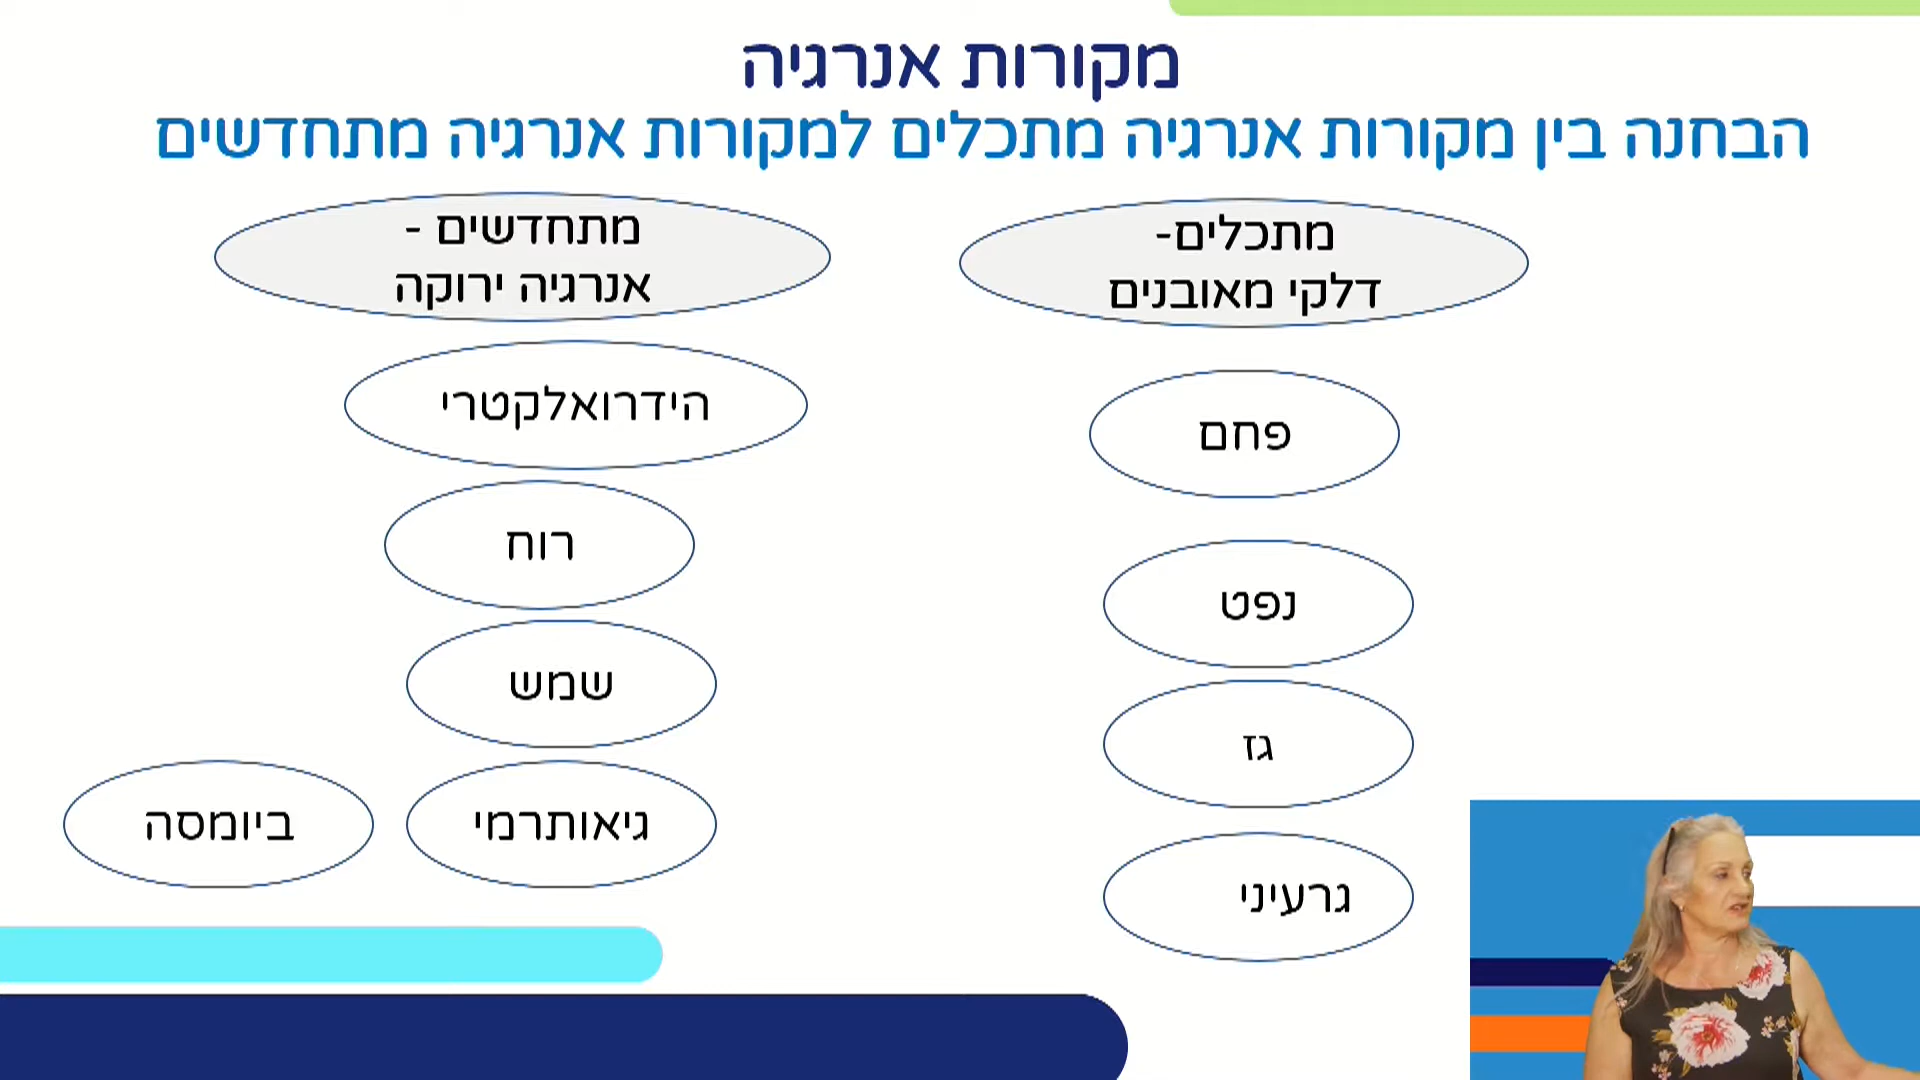 מקורות אנרגיה
הבחנה בין מקורות אנרגיה מתכלים למקורות אנרגיה מתחדשים
מתכלים-
דלקי מאובנים
פחם
נפט
גז
גרעיני
מתחדשים -
אנרגיה ירוקה
הידרואלקטרי
רוח
שמש
גיאותרמי
ביומסה